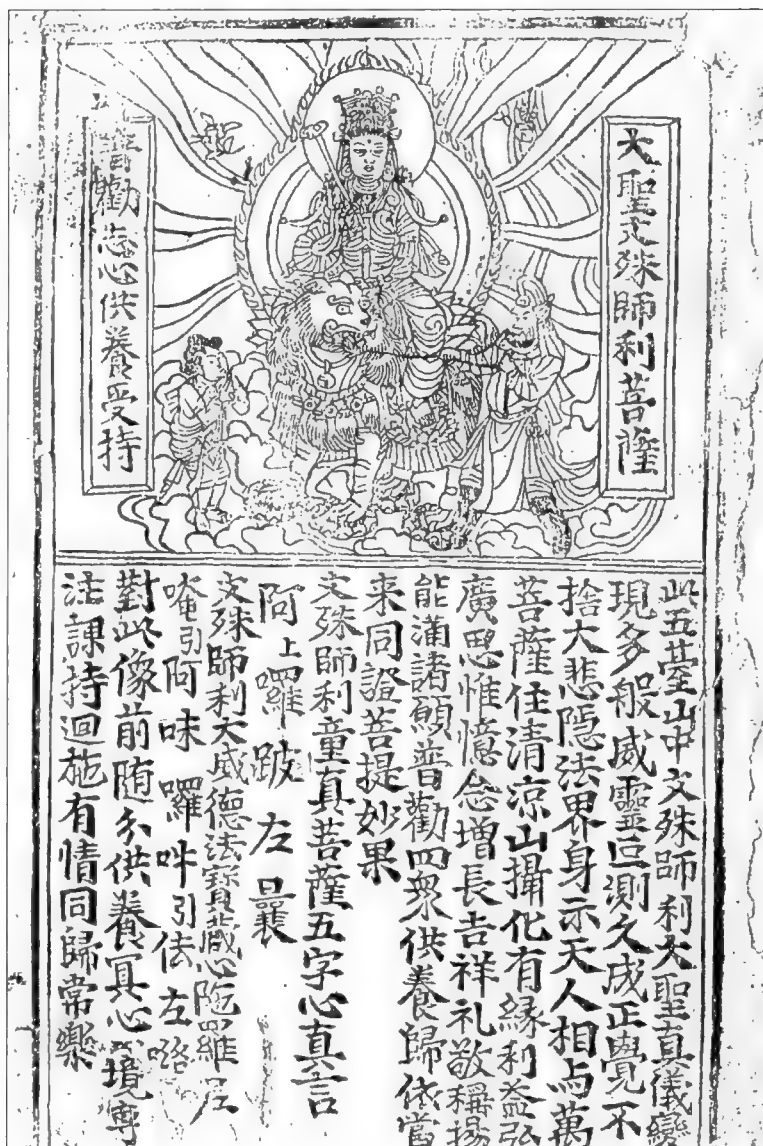 大聖文殊師利菩薩
普勸志心供養受持
此五臺山中文殊師利大聖真儀變
現多般威靈叵測久成正覺不
捨大悲隱法界身示天人相与萬
菩薩住清涼山攝化有緣利益弘
廣思惟憶念增長吉祥礼敬稱揚
能滿諸願普勸四衆供養歸依當
来同證菩提妙果
文殊師利童真菩薩五字心真言
阿上囉跛左曩
文殊師利大威德法寶藏心陁羅尼
唵引阿味囉吽引佉左咯
對此像前随分供養冥心一境專
注課持迴施有情同歸常樂